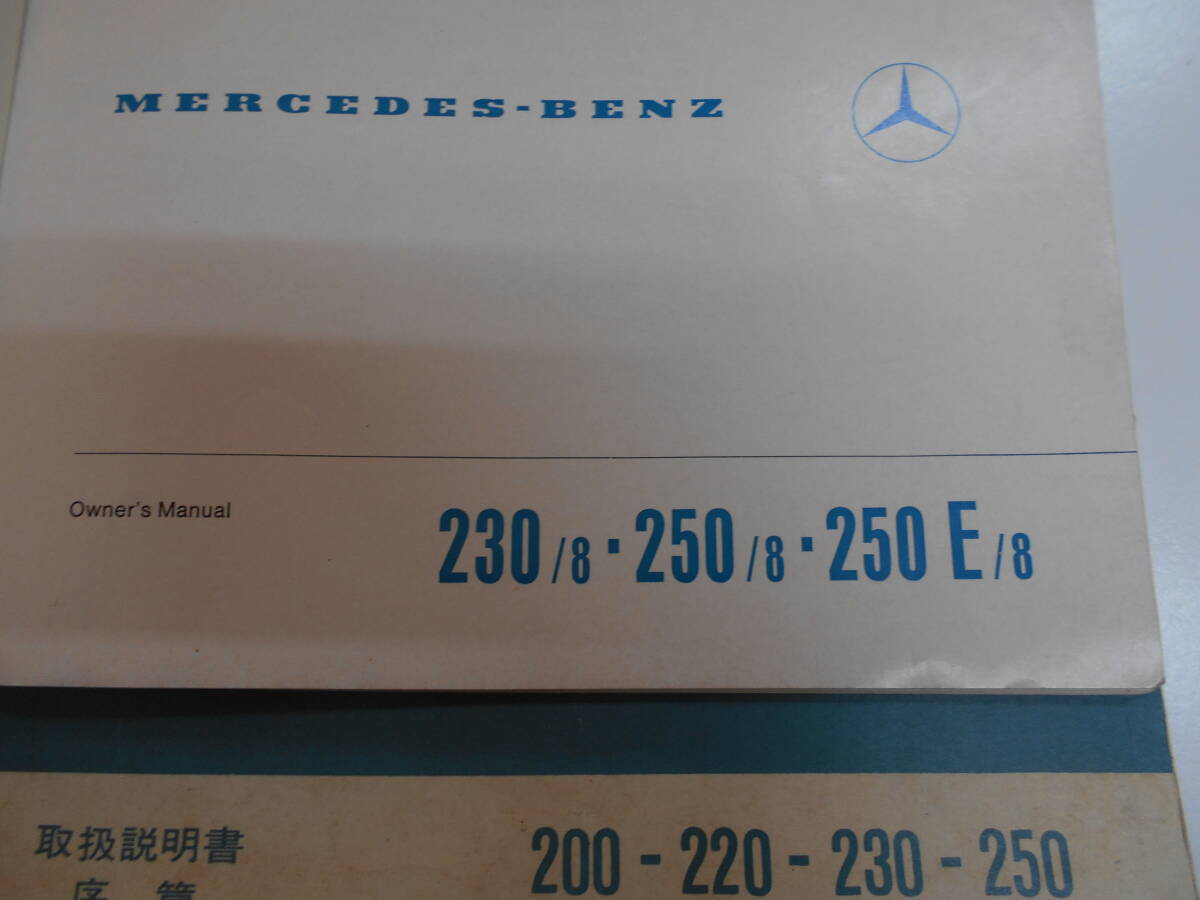 MERCEDES-BENZ
Owner's Manual
230/8 · 250/8 · 250 E/8
取扱説明書
200 - 220 - 230 - 250